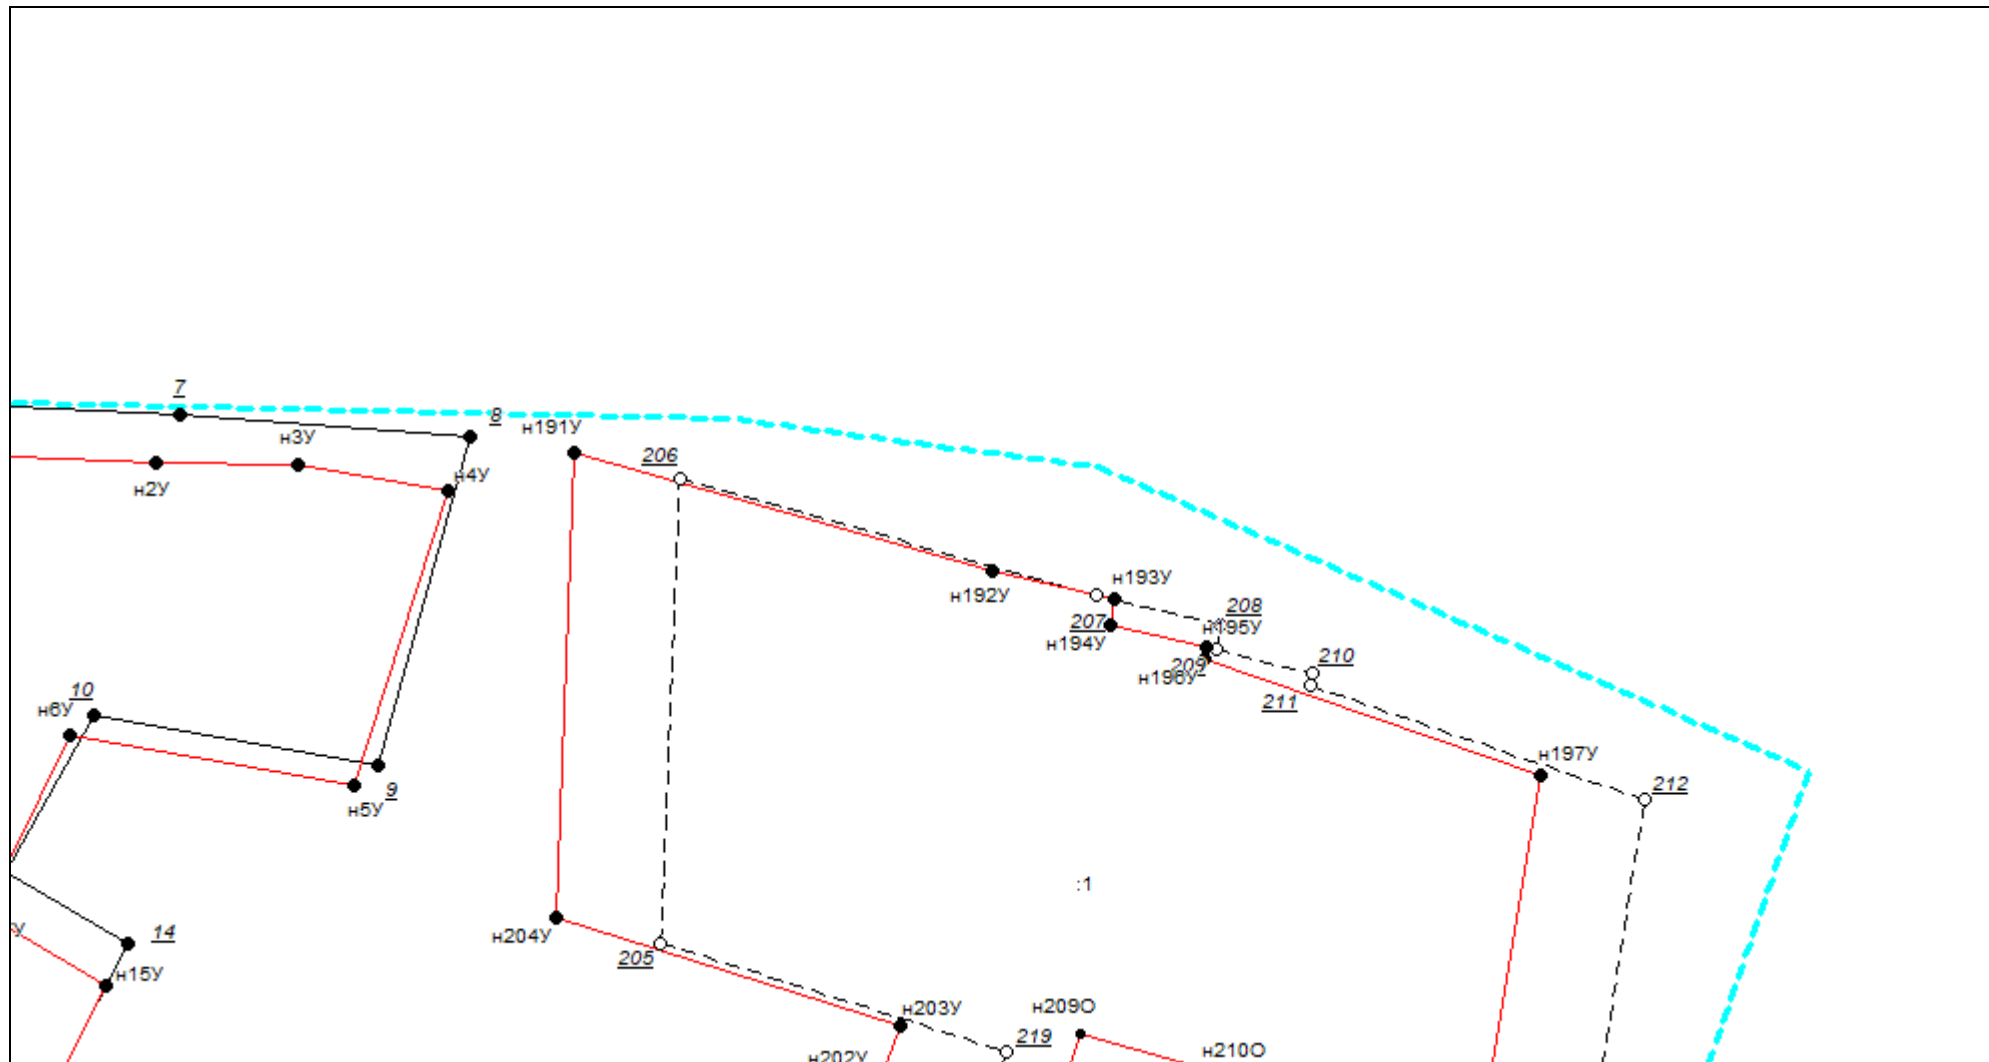 7
8
н191У
н3У
206
н4У
н2У
н193У
н192У
208
207
н195У
н194У
209
210
н196У
211
10
н6У
н197У
212
9
н5У
:1
14
У
н204У
205
н15У
н203У
н209О
219
н210О
н202У